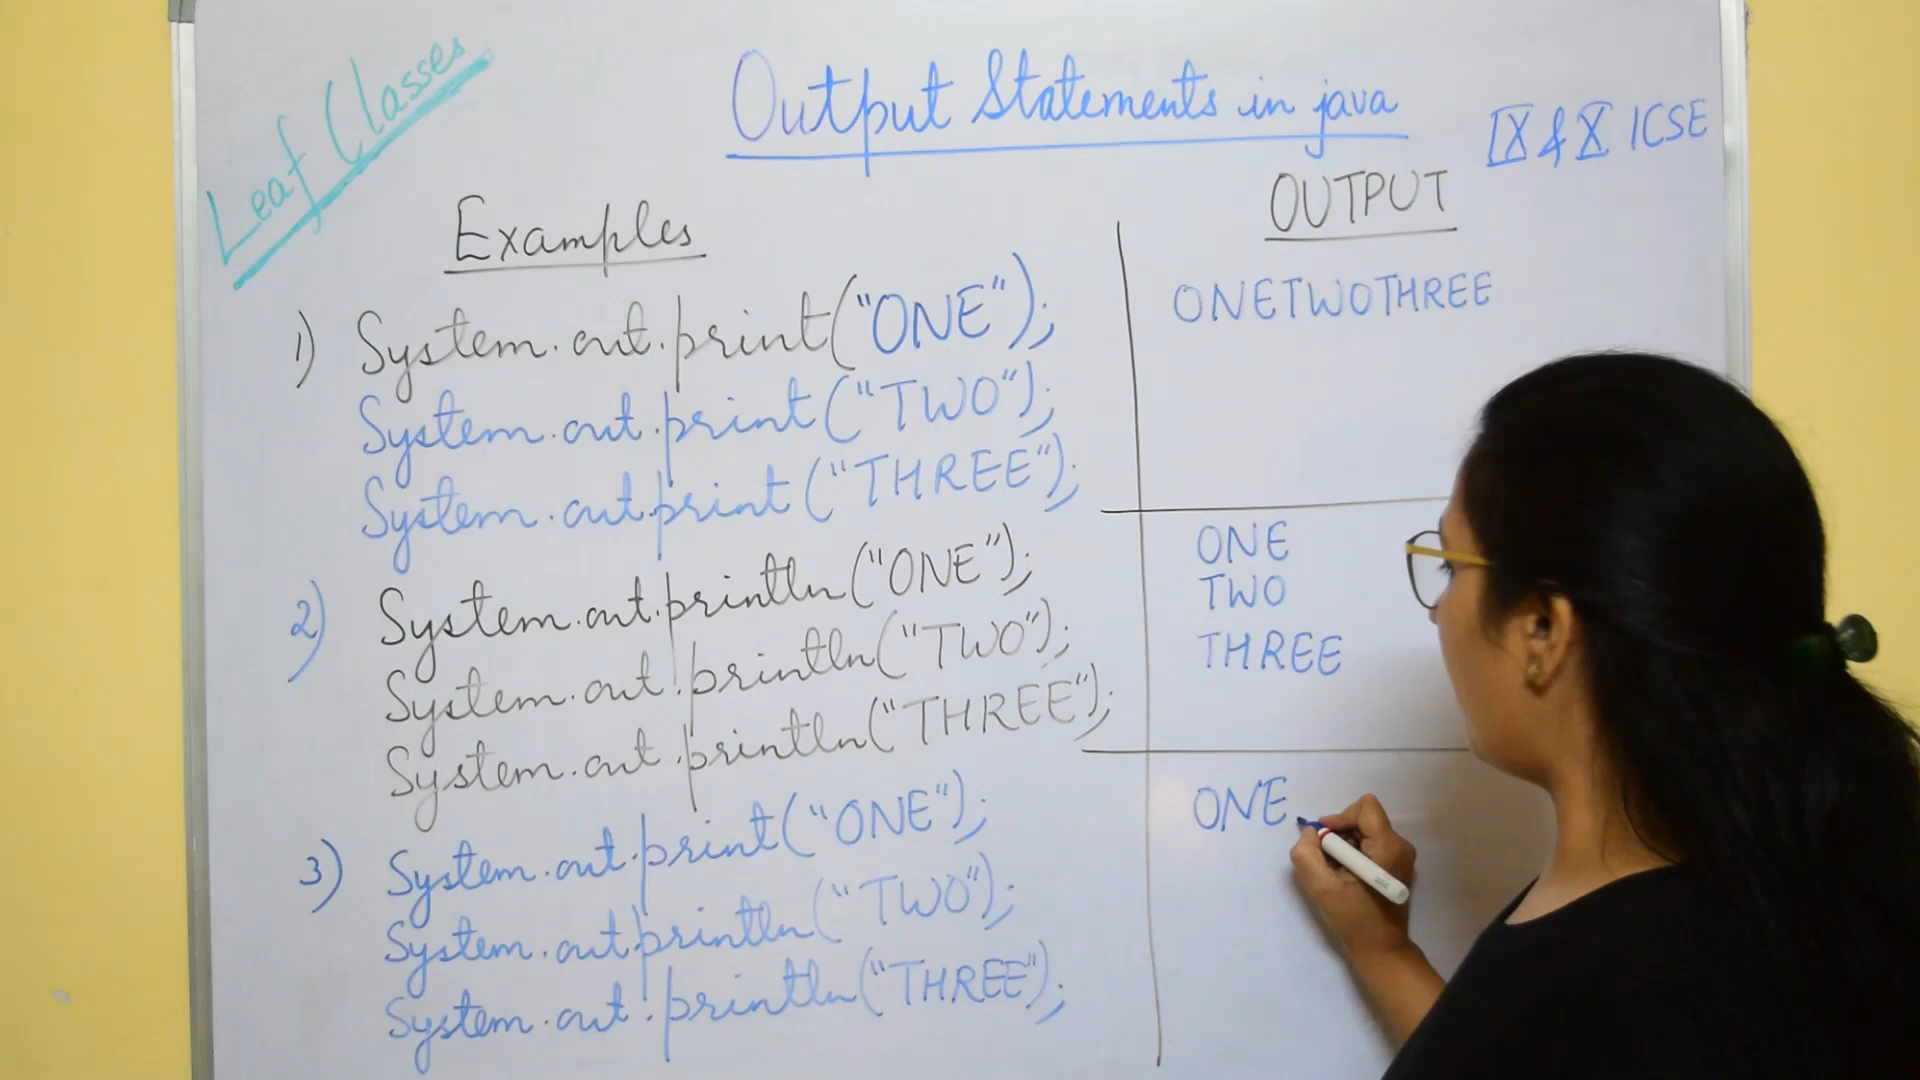 Leaf Classes
Output Statements in java
IX & X ICSE
Examples
OUTPUT
1) System.out.print("ONE");
System.out.print("TWO");
System.out.print("THREE");
ONETWOTHREE
2) System.out.println("ONE");
System.out.println("TWO");
System.out.println("THREE");
ONE
TWO
THREE
3) System.out.print("ONE");
System.out.println("TWO");
System.out.println("THREE");
ONE